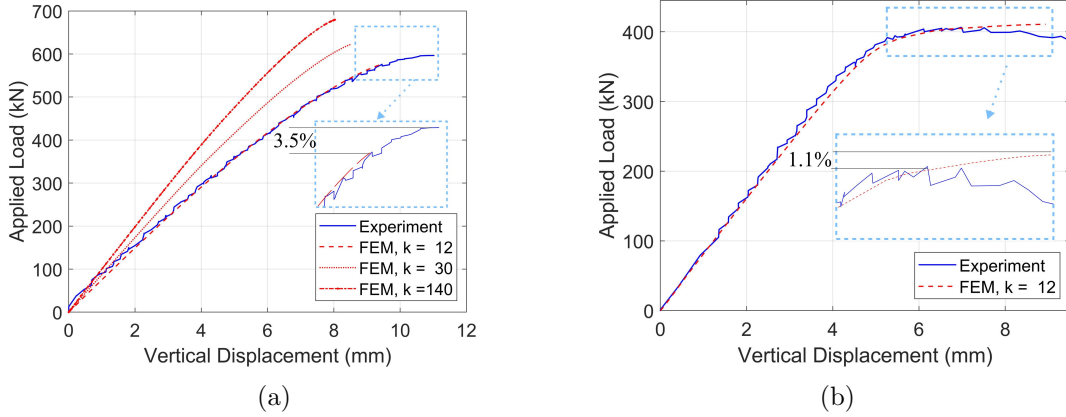 700
600
500
400
300
200
100
0
Applied Load (kN)
3.5%
Experiment
FEM, k = 12
FEM, k = 30
FEM, k =140
0 2 4 6 8 10 12
Vertical Displacement (mm)
(a)
400
300
200
100
0
Applied Load (kN)
1.1%
Experiment
FEM, k = 12
0 2 4 6 8
Vertical Displacement (mm)
(b)